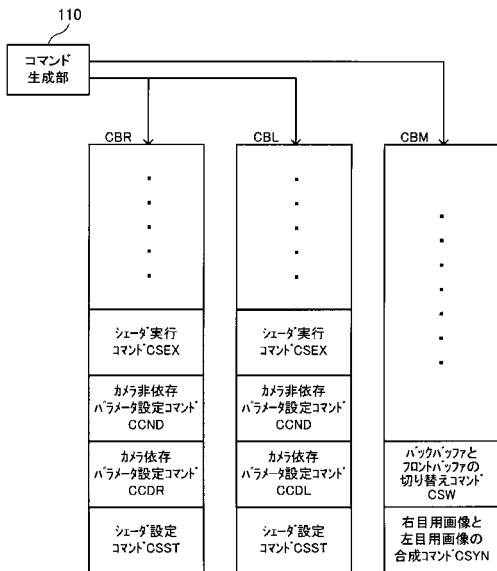 110
コマンド
生成部
CBR
CBL
CBM
シェーダ実行
コマンドCSEX
カメラ非依存
パラメータ設定コマンド
CCND
カメラ依存
パラメータ設定コマンド
CCDR
シェーダ設定
コマンドCSST
シェーダ実行
コマンドCSEX
カメラ非依存
パラメータ設定コマンド
CCND
カメラ依存
パラメータ設定コマンド
CCDL
シェーダ設定
コマンドCSST
バックバッファと
フロントバッファの
切り替えコマンド
CSW
右目用画像と
左目用画像の
合成コマンドCSYN